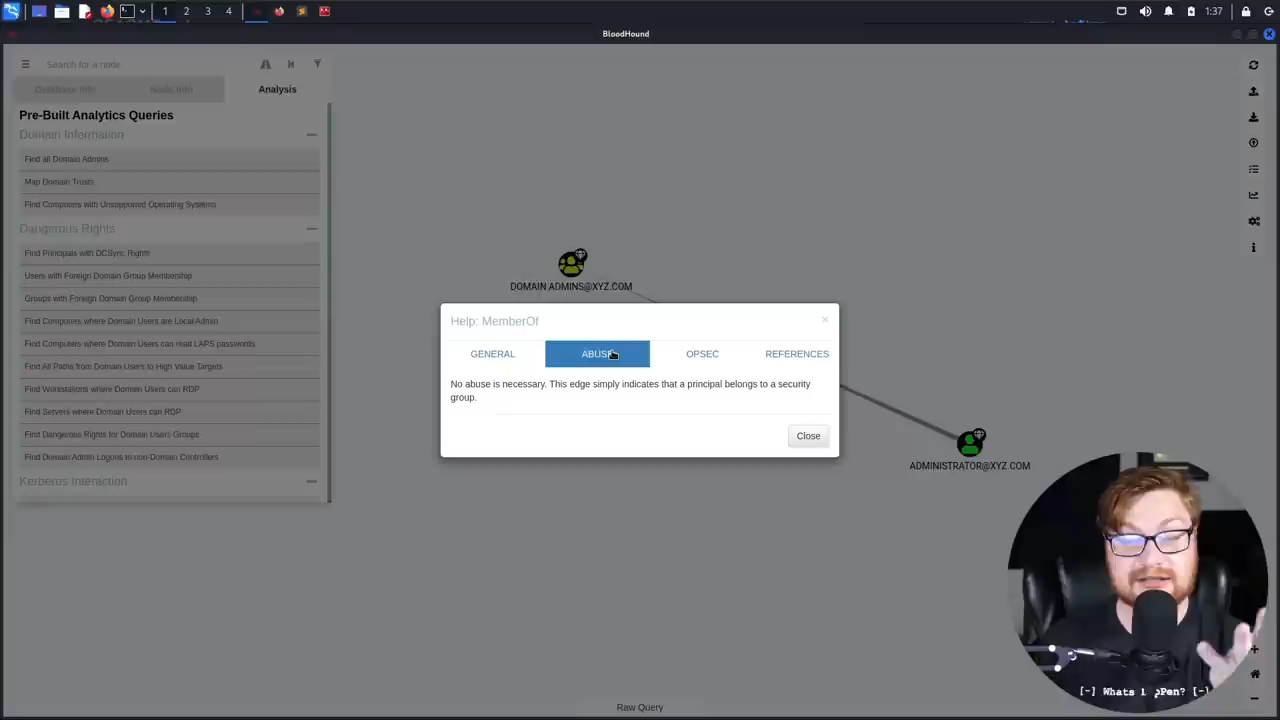 1 2 3 4 1:37
BloodHound
Search for a node
Database Info Node Info Analysis
Pre-Built Analytics Queries
Domain Information
Find all Domain Admins
Map Domain Trusts
Find Computers with Unsupported Operating Systems
Dangerous Rights
Find Principals with DCSync Rights
Users with Foreign Domain Group Membership
Groups with Foreign Domain Group Membership
Find Computers where Domain Users are Local Admin
Find Computers where Domain Users can read LAPS passwords
Find All Paths from Domain Users to High Value Targets
Find Workstations where Domain Users can RDP
Find Servers where Domain Users can RDP
Find Dangerous Rights for Domain Users Groups
Find Domain Admin Logons to non-Domain Controllers
Kerberos Interaction
DOMAIN ADMINS@XYZ.COM
Help: MemberOf
×
GENERAL ABUSE OPSEC REFERENCES
No abuse is necessary. This edge simply indicates that a principal belongs to a security
group.
Close
ADMINISTRATOR@XYZ.COM
[-] Whats pPen? [-]
Raw Query